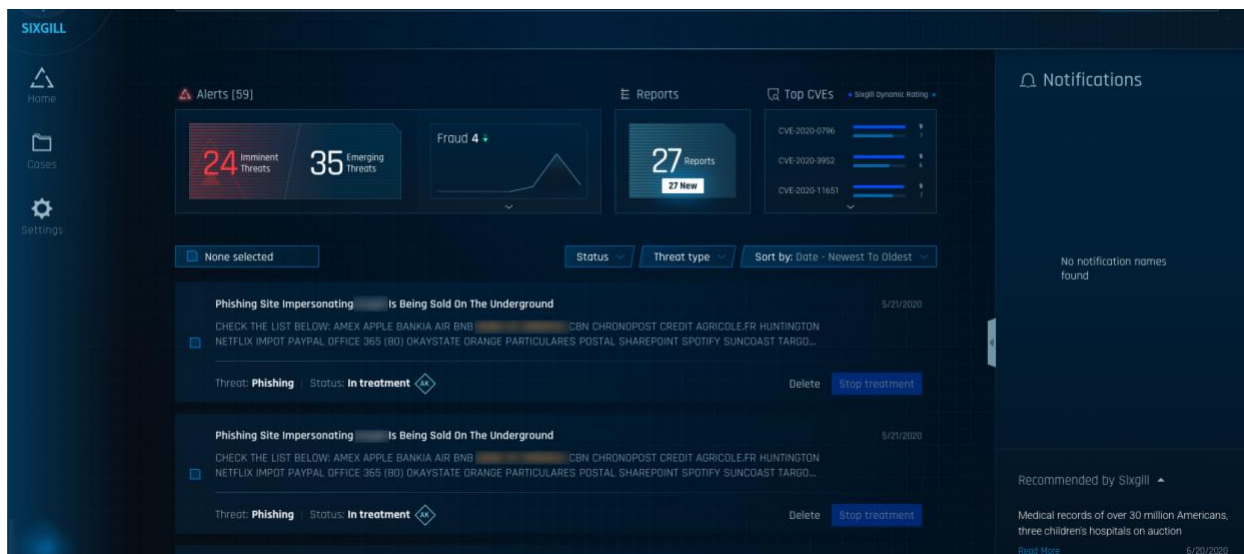 SIXGILL
Home
Cases
Settings
Alerts [59]
24 Imminent Threats
35 Emerging Threats
Fraud 4
Reports
27 Reports
27 New
Top CVEs
Sixgill Dynamic Rating
CVE-2020-0796 9 7
CVE-2020-3952 9 6
CVE-2020-11651 9 7
None selected
Status
Threat type
Sort by: Date - Newest To Oldest
Phishing Site Impersonating Is Being Sold On The Underground
5/21/2020
CHECK THE LIST BELOW: AMEX APPLE BANKIA AIR BNB CBN CHRONOPOST CREDIT AGRICOLE.FR HUNTINGTON
NETFLIX IMPOT PAYPAL OFFICE 365 (80) OKAYSTATE ORANGE PARTICULARES POSTAL SHAREPOINT SPOTIFY SUNCOAST TARGO...
Threat: Phishing | Status: In treatment AK
Delete
Stop treatment
Phishing Site Impersonating Is Being Sold On The Underground
5/21/2020
CHECK THE LIST BELOW: AMEX APPLE BANKIA AIR BNB CBN CHRONOPOST CREDIT AGRICOLE.FR HUNTINGTON
NETFLIX IMPOT PAYPAL OFFICE 365 (80) OKAYSTATE ORANGE PARTICULARES POSTAL SHAREPOINT SPOTIFY SUNCOAST TARGO...
Threat: Phishing | Status: In treatment AK
Delete
Stop treatment
Notifications
No notification names
found
Recommended by Sixgill
Medical records of over 30 million Americans,
three children's hospitals on auction
Read More
6/20/2020